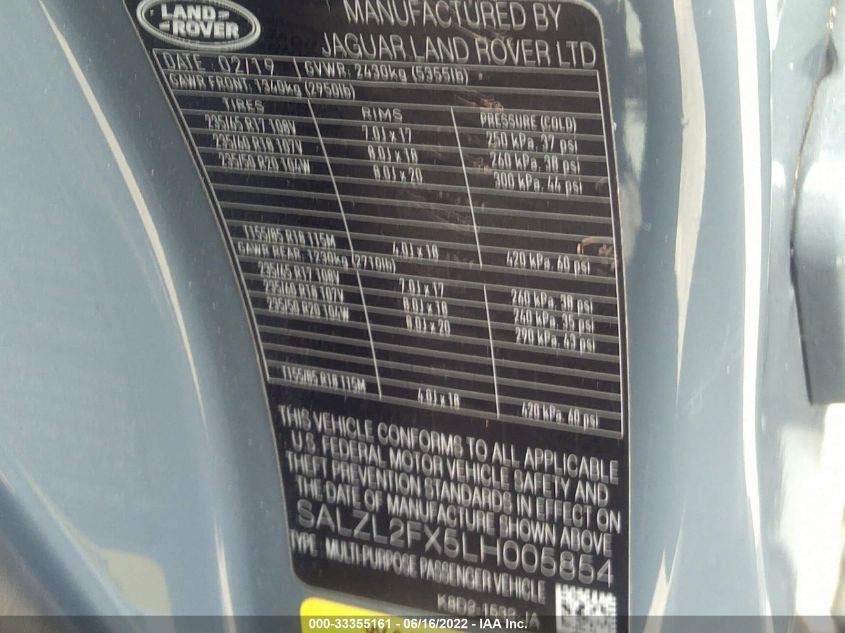 LAND
ROVER
MANUFACTURED BY
JAGUAR LAND ROVER LTD
DATE 02/19 GVWR: 2430kg (5355lb)
GAWR FRONT: 1340kg (2950lb)
TIRES RIMS PRESSURE (COLD)
235/65 R17 108V 7.0J x 17 250 kPa, 37 psi
235/60 R18 107V 8.0J x 18 260 kPa, 38 psi
235/50 R20 104W 8.0J x 20 300 kPa, 44 psi
T155/85 R18 115M 4.0J x 18 420 kPa, 60 psi
GAWR REAR: 1230kg (2710lb)
235/65 R17 108V 7.0J x 17 260 kPa, 38 psi
235/60 R18 107V 8.0J x 18 240 kPa, 35 psi
235/50 R20 104W 8.0J x 20 290 kPa, 43 psi
T155/85 R18 115M 4.0J x 18 420 kPa, 60 psi
THIS VEHICLE CONFORMS TO ALL APPLICABLE
U.S. FEDERAL MOTOR VEHICLE SAFETY AND
THEFT PREVENTION STANDARDS IN EFFECT ON
THE DATE OF MANUFACTURE SHOWN ABOVE
SALZL2FX5LH005854
TYPE: MULTI-PURPOSE PASSENGER VEHICLE
000-33355161 - 06/16/2022 - IAA Inc.